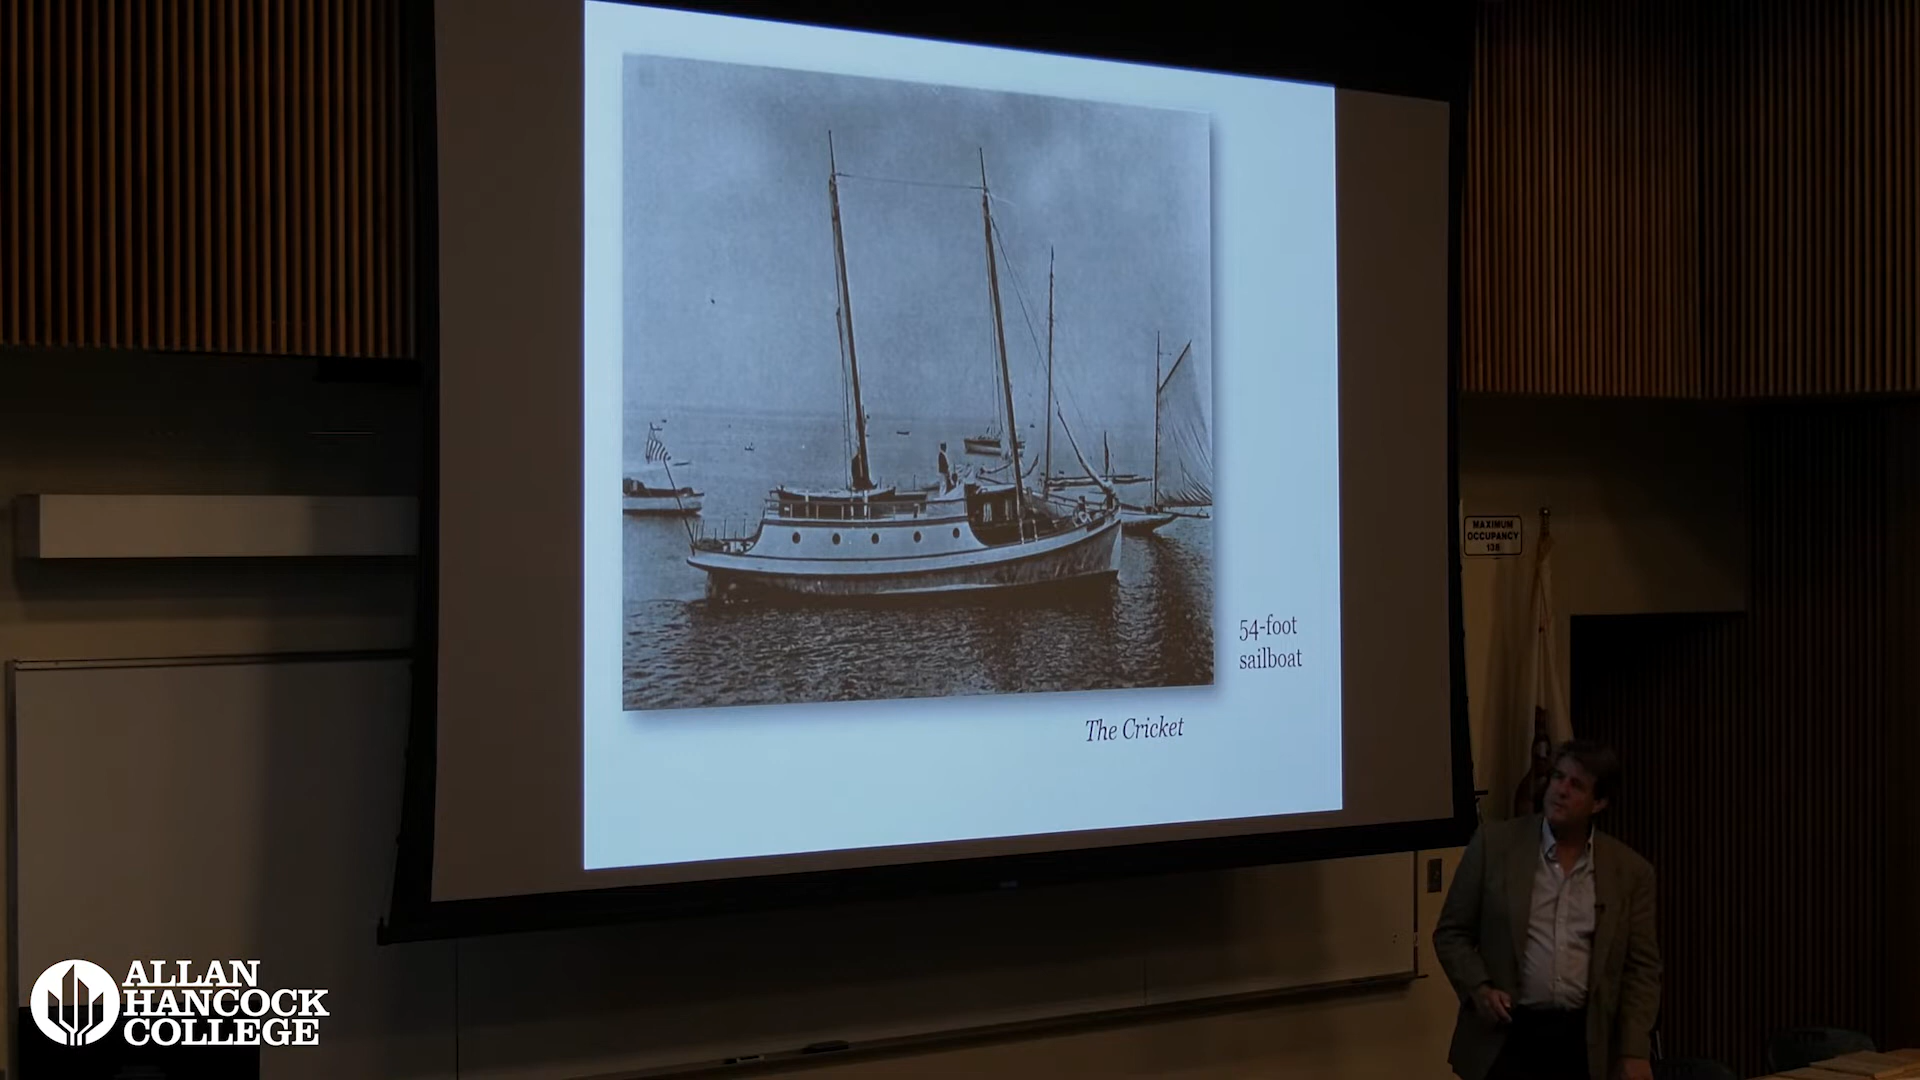 54-foot
sailboat
The Cricket
MAXIMUM
OCCUPANCY
138
ALLAN
HANCOCK
COLLEGE